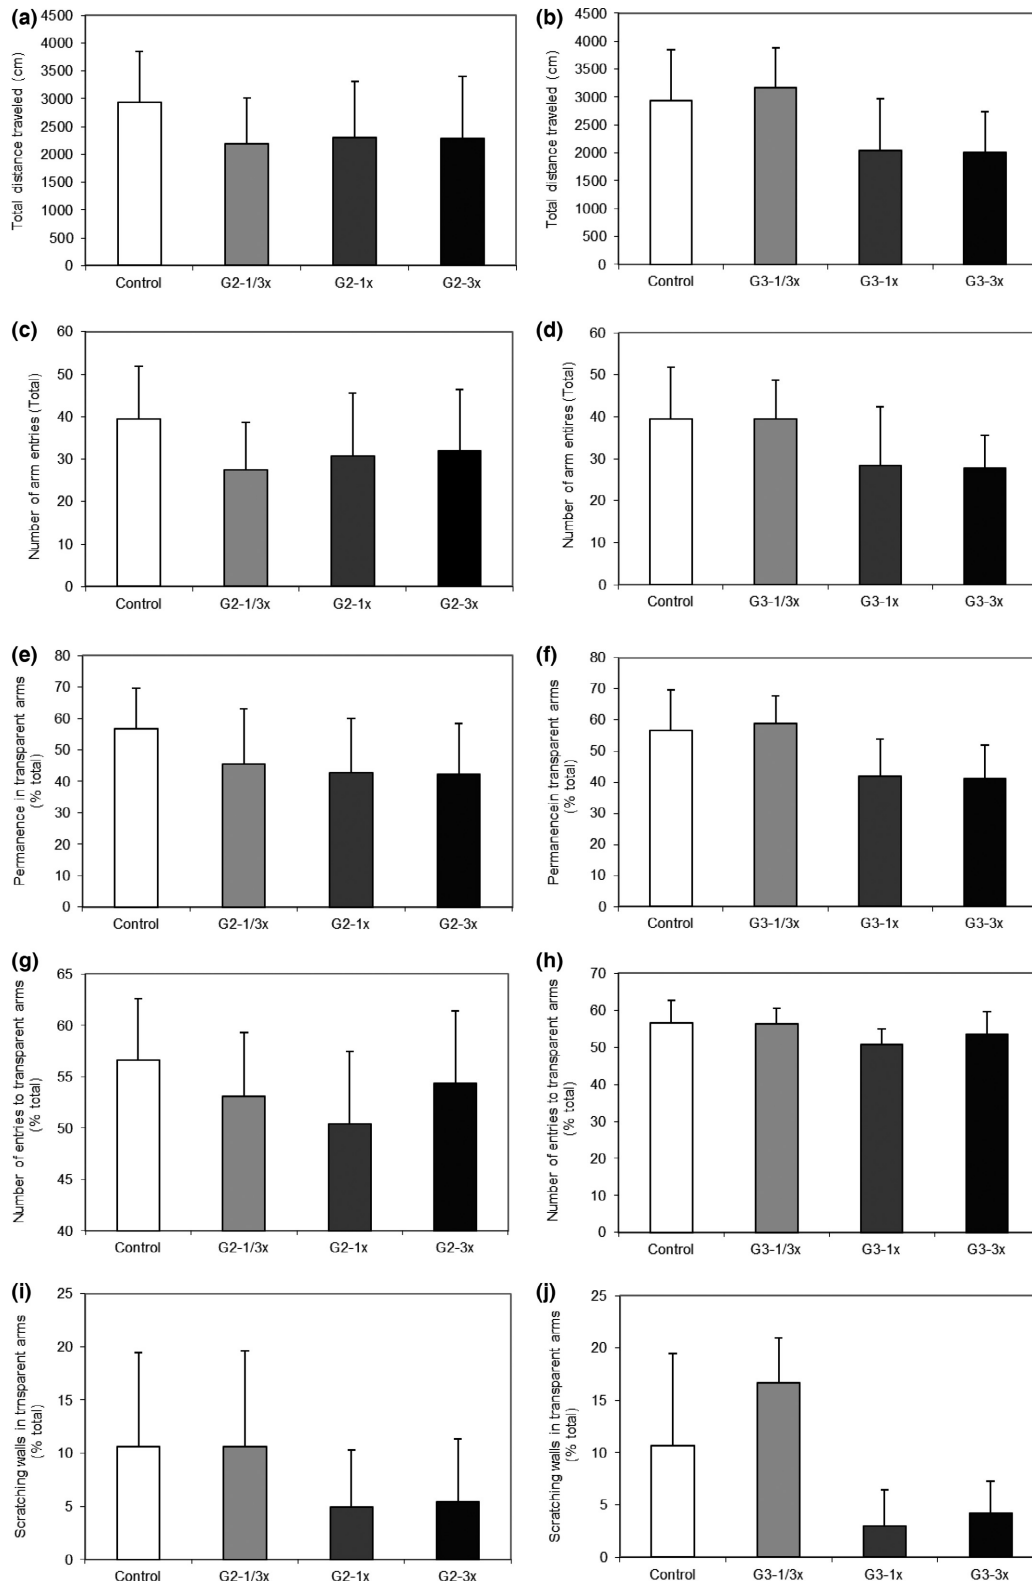 (a)
Total distance traveled (cm)
4500
4000
3500
3000
2500
2000
1500
1000
500
0
Control G2-1/3x G2-1x G2-3x
(b)
Total distance traveled (cm)
4500
4000
3500
3000
2500
2000
1500
1000
500
0
Control G3-1/3x G3-1x G3-3x
(c)
Number of arm entries (Total)
60
50
40
30
20
10
0
Control G2-1/3x G2-1x G2-3x
(d)
Number of arm entires (Total)
60
50
40
30
20
10
0
Control G3-1/3x G3-1x G3-3x
(e)
Permanence in transparent arms
(% total)
80
70
60
50
40
30
20
10
0
Control G2-1/3x G2-1x G2-3x
(f)
Permanencein transparent arms
(% total)
80
70
60
50
40
30
20
10
0
Control G3-1/3x G3-1x G3-3x
(g)
Number of entries to transparent arms
(% total)
65
60
55
50
45
40
Control G2-1/3x G2-1x G2-3x
(h)
Number of entries to transparent arms
(% total)
70
60
50
40
30
20
10
0
Control G3-1/3x G3-1x G3-3x
(i)
Scratching walls in trnsparent arms
(% total)
25
20
15
10
5
0
Control G2-1/3x G2-1x G2-3x
(j)
Scratching walls in transparent arms
(% total)
25
20
15
10
5
0
Control G3-1/3x G3-1x G3-3x